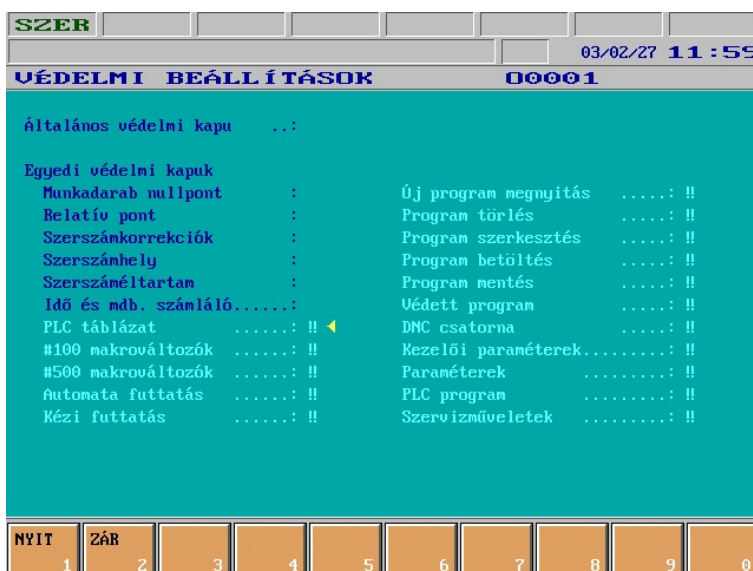 SZER
03/02/27 11:59
VÉDELMI BEÁLLÍTÁSOK O0001
Általános védelmi kapu ..:
Egyedi védelmi kapuk
Munkadarab nullpont :
Relatív pont :
Szerszámkorrekciók :
Szerszámhely :
Szerszáméltartam :
Idő és mdb. számláló......:
PLC táblázat ......: !!
#100 makrováltozók ......: !!
#500 makrováltozók ......: !!
Automata futtatás ......: !!
Kézi futtatás ......: !!
Új program megnyitás .....: !!
Program törlés .....: !!
Program szerkesztés .....: !!
Program betöltés .....: !!
Program mentés .....: !!
Védett program .....: !!
DNC csatorna .....: !!
Kezelői paraméterek.........: !!
Paraméterek .........: !!
PLC program .........: !!
Szervizműveletek .........: !!
NYIT 1 ZÁR 2 3 4 5 6 7 8 9 0